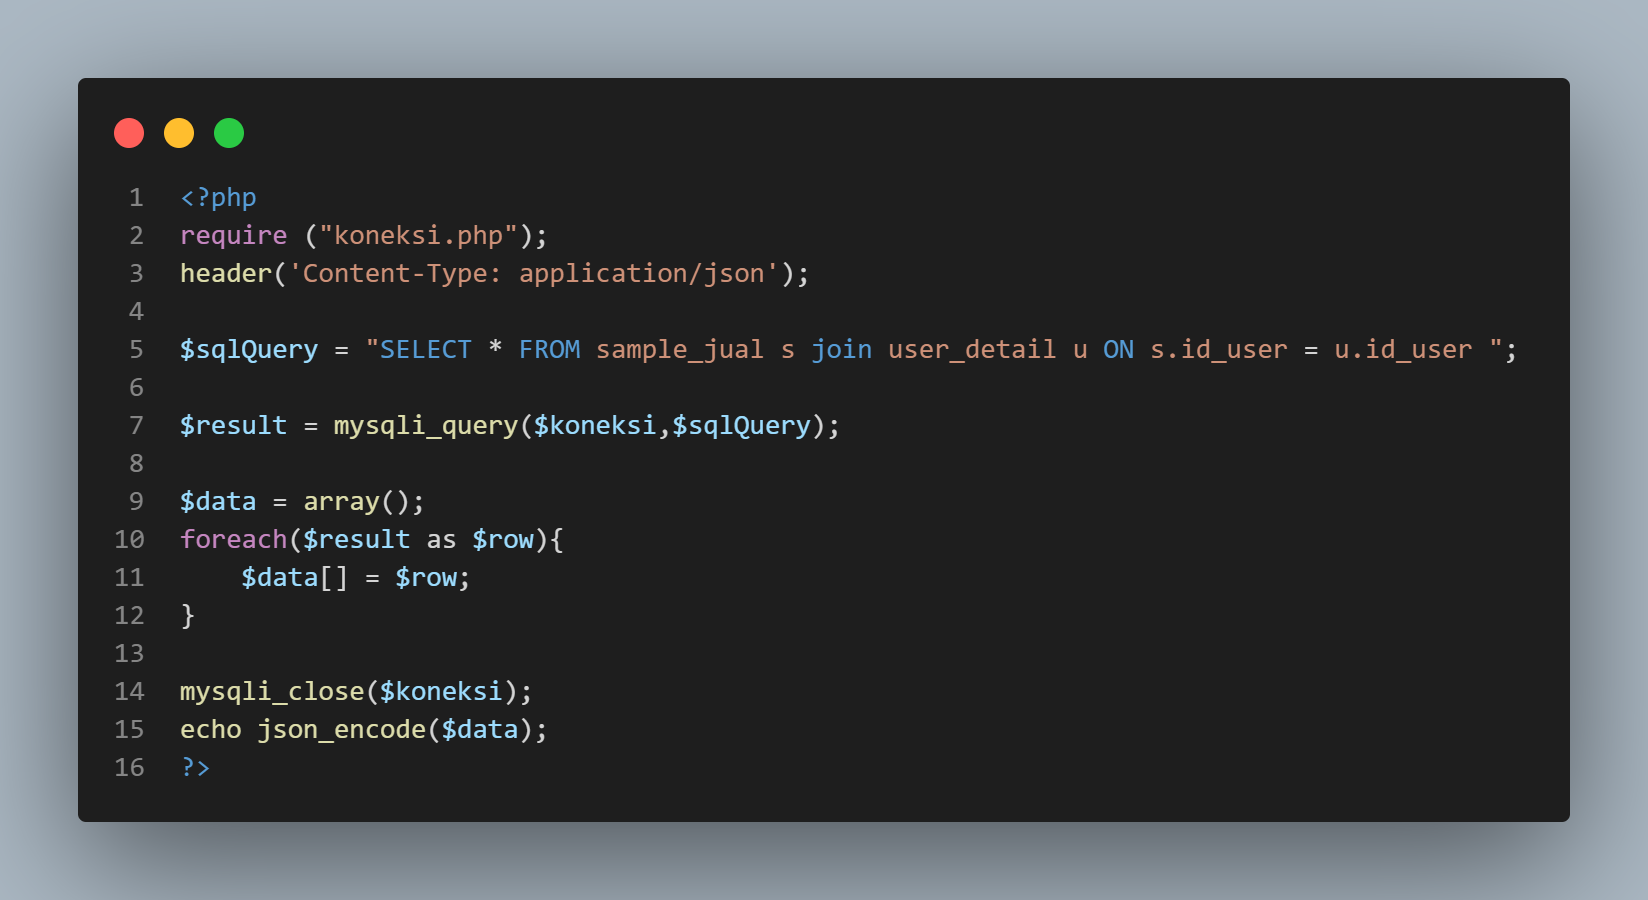 1 <?php
2 require ("koneksi.php");
3 header('Content-Type: application/json');
4
5 $sqlQuery = "SELECT * FROM sample_jual s join user_detail u ON s.id_user = u.id_user ";
6
7 $result = mysqli_query($koneksi,$sqlQuery);
8
9 $data = array();
10 foreach($result as $row){
11     $data[] = $row;
12 }
13
14 mysqli_close($koneksi);
15 echo json_encode($data);
16 ?>